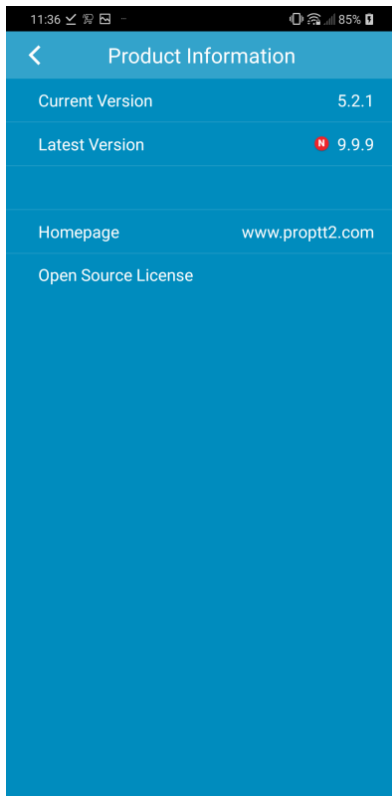 11:36 85%
Product Information
Current Version 5.2.1
Latest Version N 9.9.9
Homepage www.proptt2.com
Open Source License